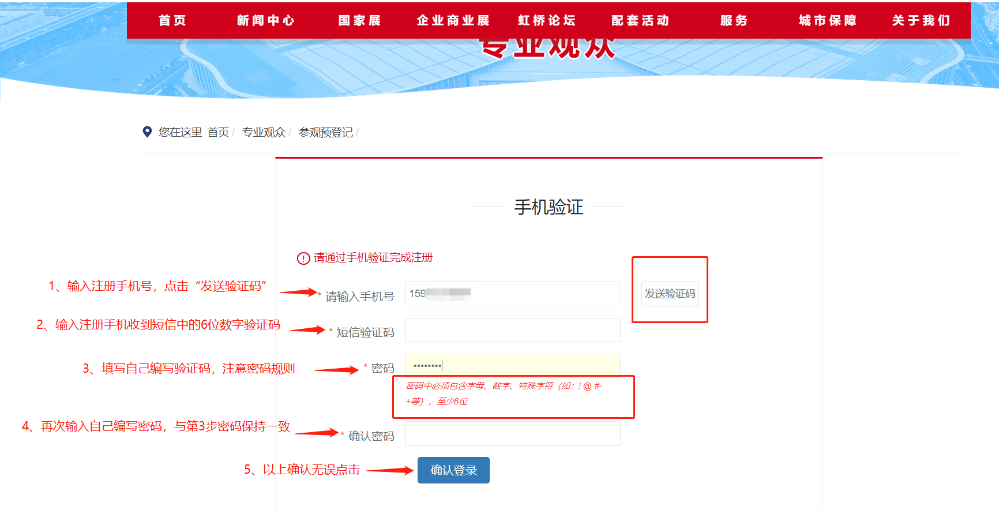 首页 新闻中心 国家展 企业商业展 虹桥论坛 配套活动 服务 城市保障 关于我们
专业观众
您在这里 首页 / 专业观众 / 参观预登记 /
手机验证
! 请通过手机验证完成注册
1、输入注册手机号，点击“发送验证码”
* 请输入手机号 159
发送验证码
2、输入注册手机收到短信中的6位数字验证码
* 短信验证码
3、填写自己编写验证码，注意密码规则
* 密码 ••••••••
密码中必须包含字母、数字、特殊字符（如：! @ #-
+等），至少8位
4、再次输入自己编写密码，与第3步密码保持一致
* 确认密码
5、以上确认无误点击
确认登录